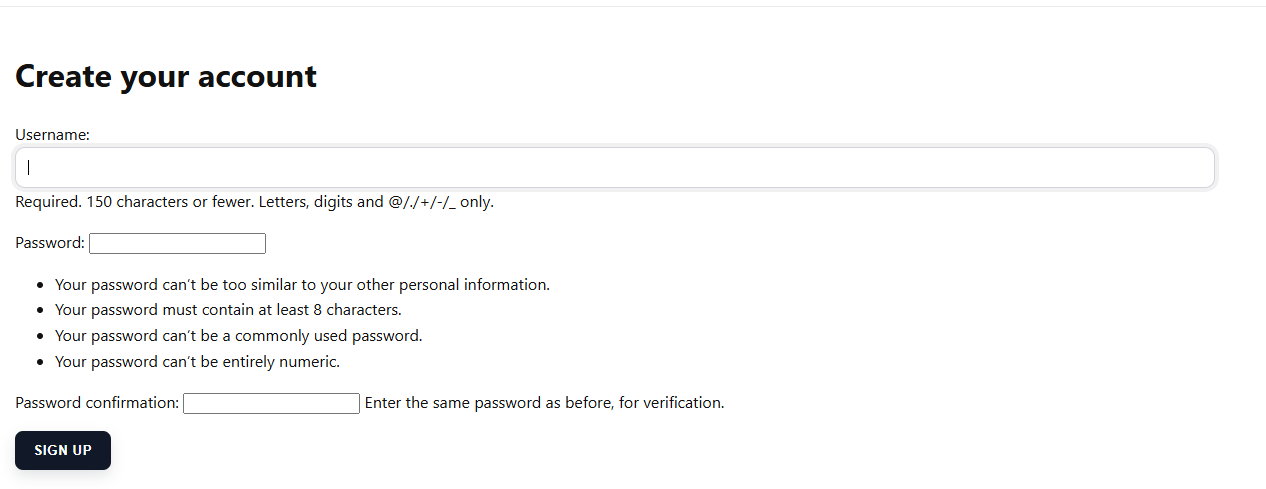 Create your account
Username:
Required. 150 characters or fewer. Letters, digits and @/./+/-/_ only.
Password:
Your password can’t be too similar to your other personal information.
Your password must contain at least 8 characters.
Your password can’t be a commonly used password.
Your password can’t be entirely numeric.
Password confirmation: Enter the same password as before, for verification.
SIGN UP